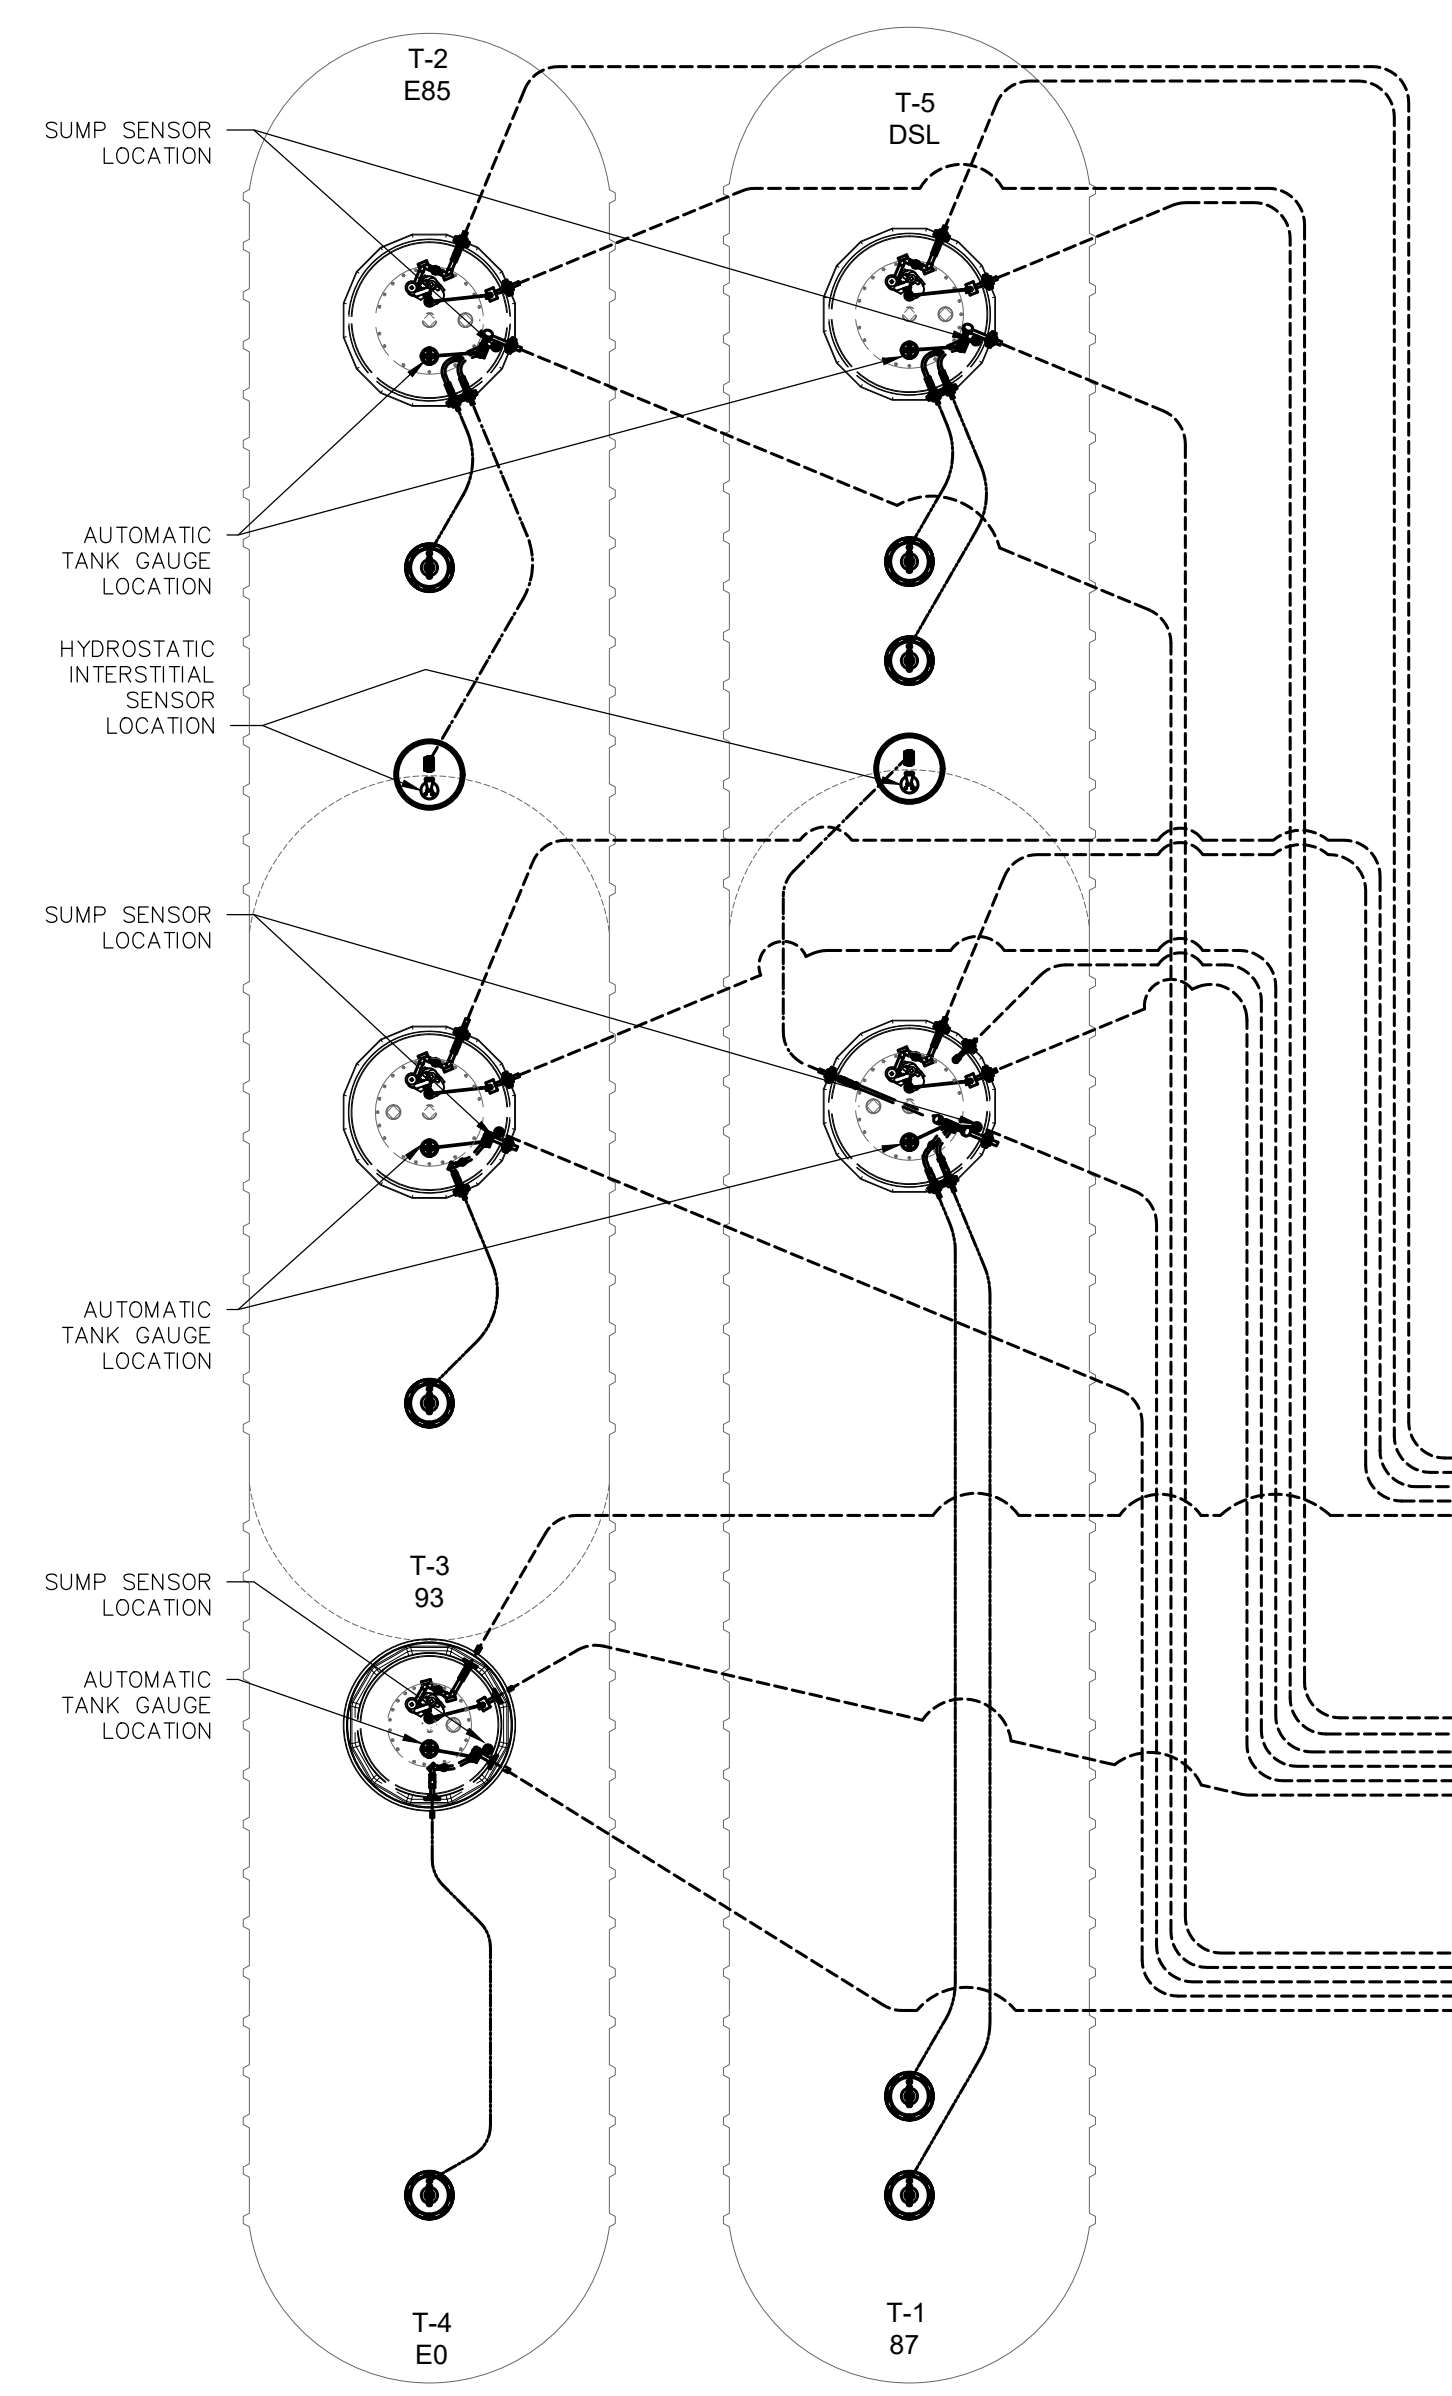 T-2
E85
T-5
DSL
SUMP SENSOR
LOCATION
AUTOMATIC
TANK GAUGE
LOCATION
HYDROSTATIC
INTERSTITIAL
SENSOR
LOCATION
SUMP SENSOR
LOCATION
AUTOMATIC
TANK GAUGE
LOCATION
T-3
93
SUMP SENSOR
LOCATION
AUTOMATIC
TANK GAUGE
LOCATION
T-4
E0
T-1
87